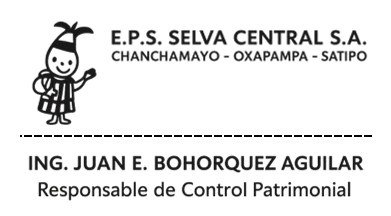 E.P.S. SELVA CENTRAL S.A.
CHANCHAMAYO - OXAPAMPA - SATIPO
ING. JUAN E. BOHORQUEZ AGUILAR
Responsable de Control Patrimonial